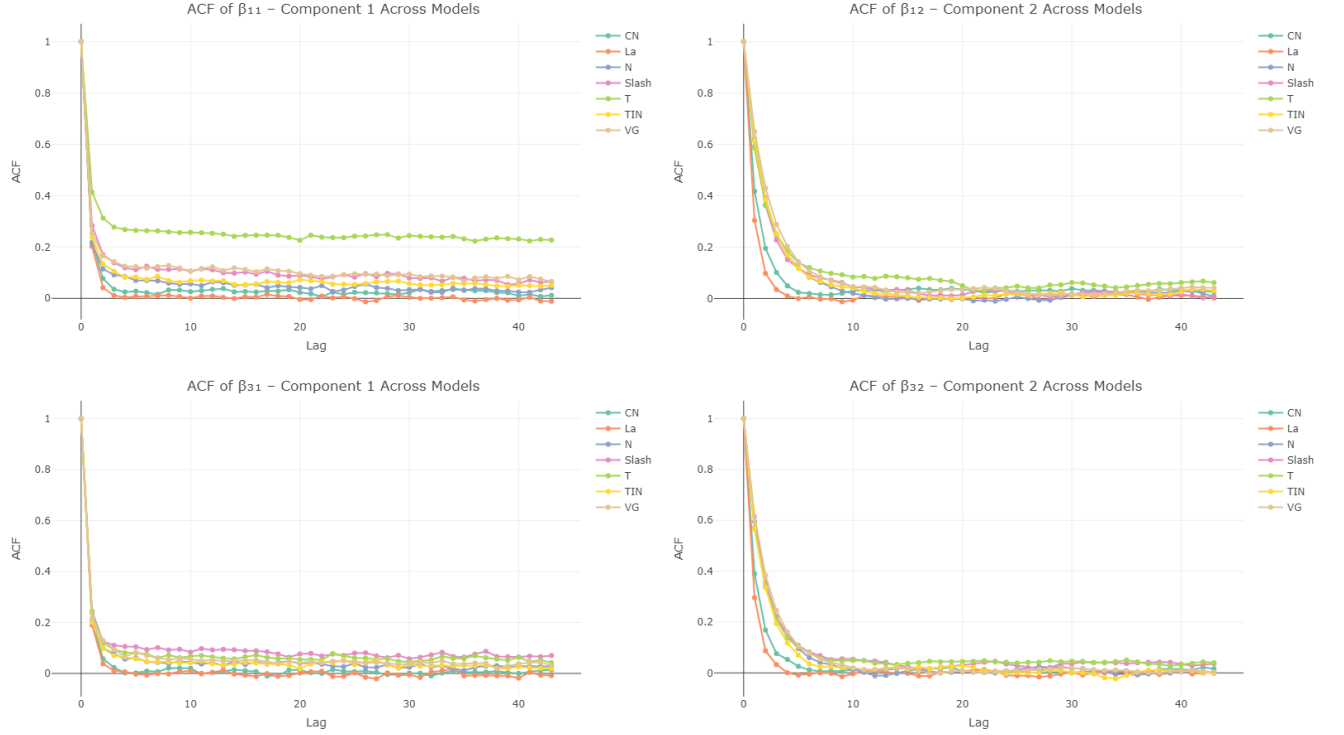 ACF of β₁₁ – Component 1 Across Models
1
0.8
0.6
0.4
0.2
0
ACF
0
10
20
30
40
Lag
CN
La
N
Slash
T
TIN
VG
ACF of β₁₂ – Component 2 Across Models
1
0.8
0.6
0.4
0.2
0
ACF
0
10
20
30
40
Lag
CN
La
N
Slash
T
TIN
VG
ACF of β₃₁ – Component 1 Across Models
1
0.8
0.6
0.4
0.2
0
ACF
0
10
20
30
40
Lag
CN
La
N
Slash
T
TIN
VG
ACF of β₃₂ – Component 2 Across Models
1
0.8
0.6
0.4
0.2
0
ACF
0
10
20
30
40
Lag
CN
La
N
Slash
T
TIN
VG